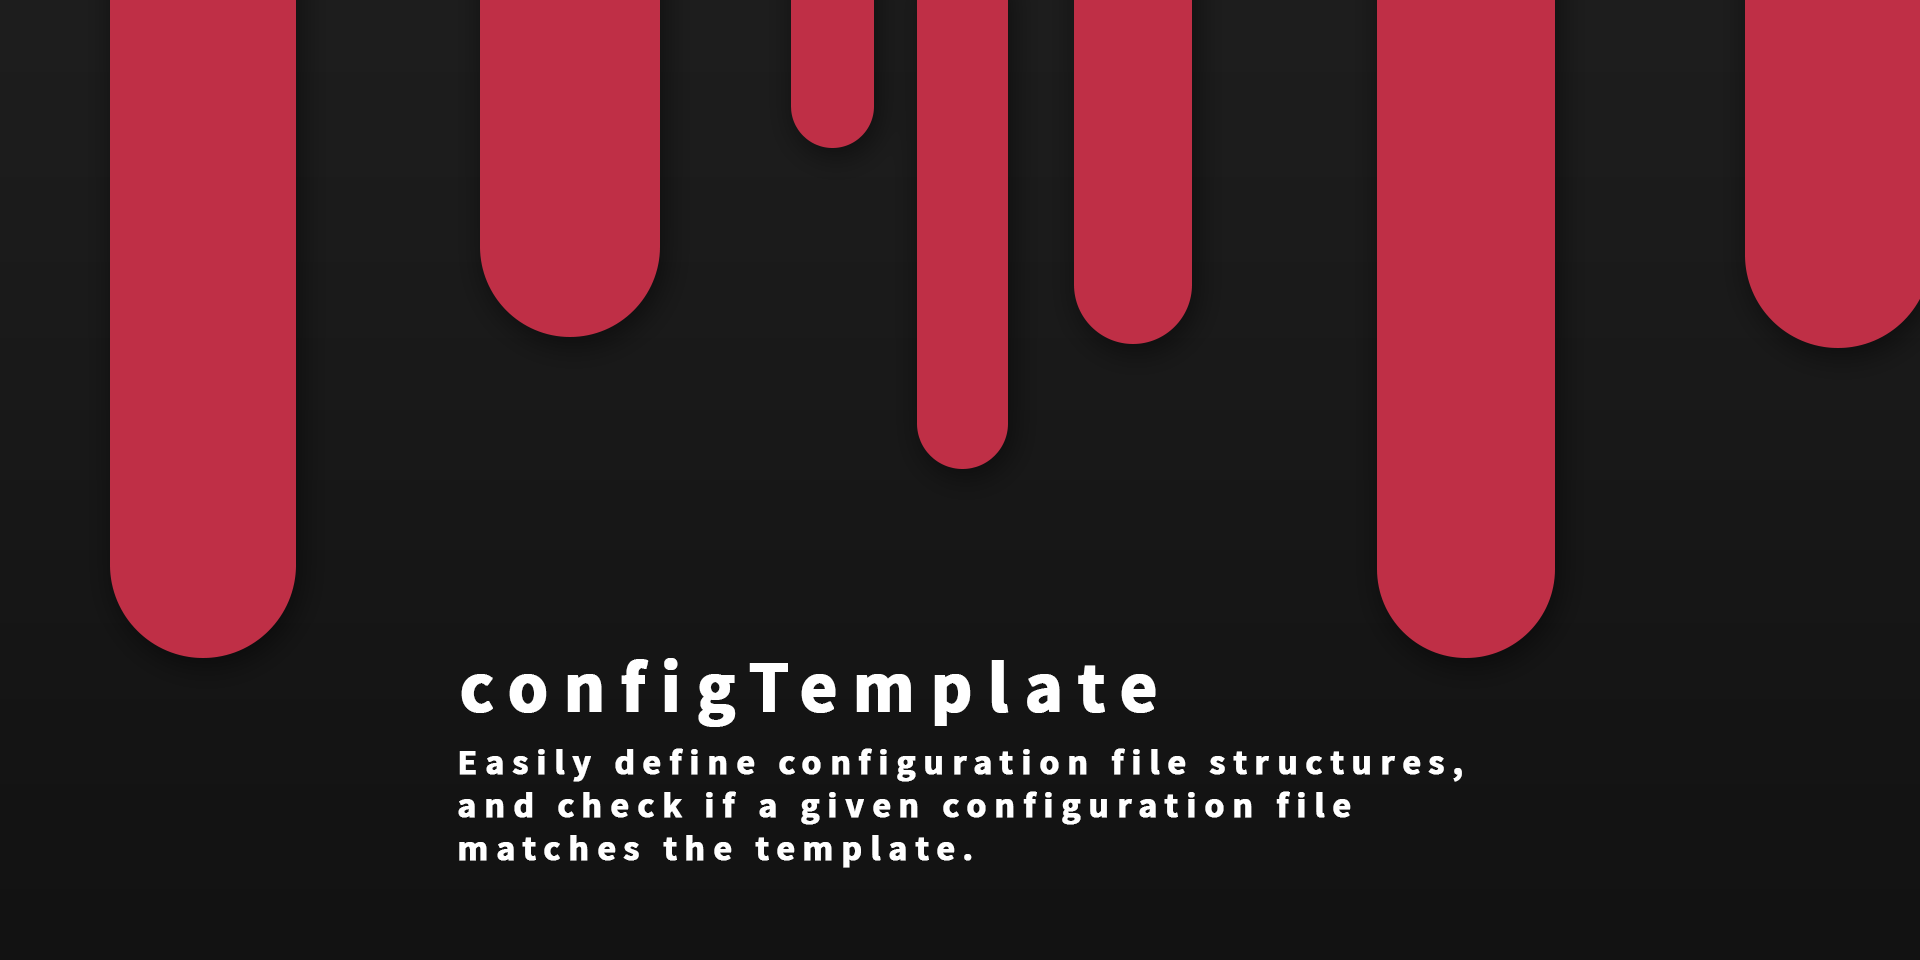 configTemplate
Easily define configuration file structures,
and check if a given configuration file
matches the template.